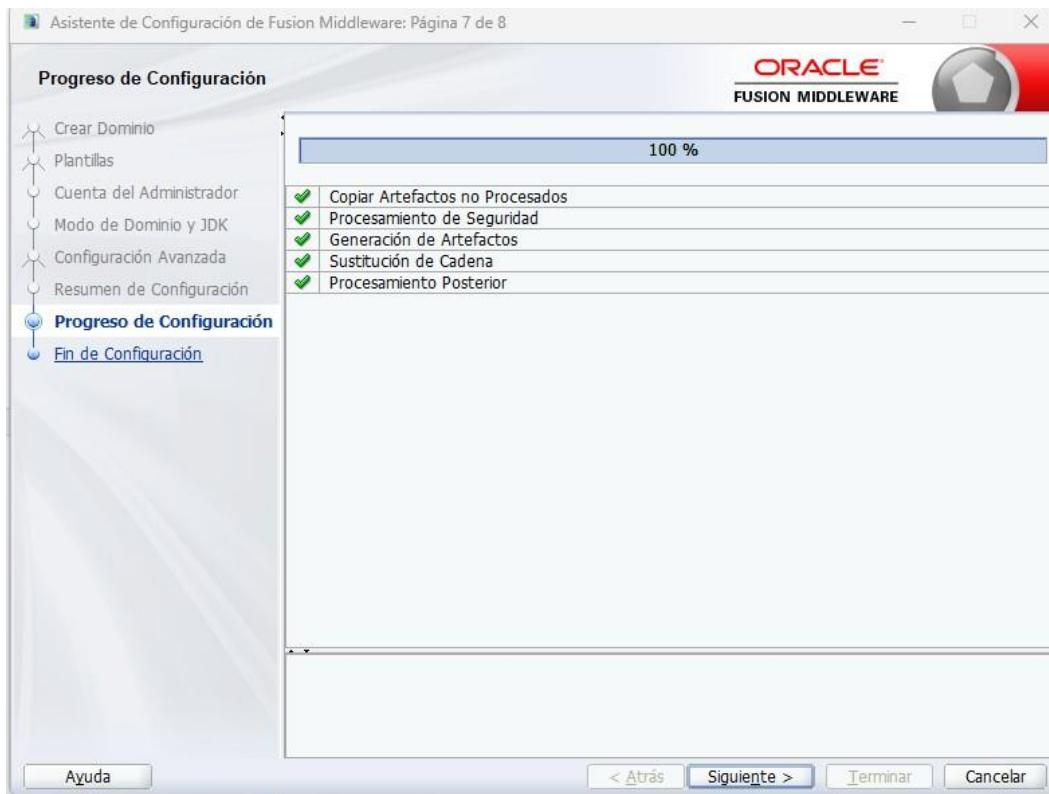 Asistente de Configuración de Fusion Middleware: Página 7 de 8
Progreso de Configuración
ORACLE
FUSION MIDDLEWARE
Crear Dominio
Plantillas
Cuenta del Administrador
Modo de Dominio y JDK
Configuración Avanzada
Resumen de Configuración
Progreso de Configuración
Fin de Configuración
100 %
Copiar Artefactos no Procesados
Procesamiento de Seguridad
Generación de Artefactos
Sustitución de Cadena
Procesamiento Posterior
Ayuda
< Atrás
Siguiente >
Terminar
Cancelar